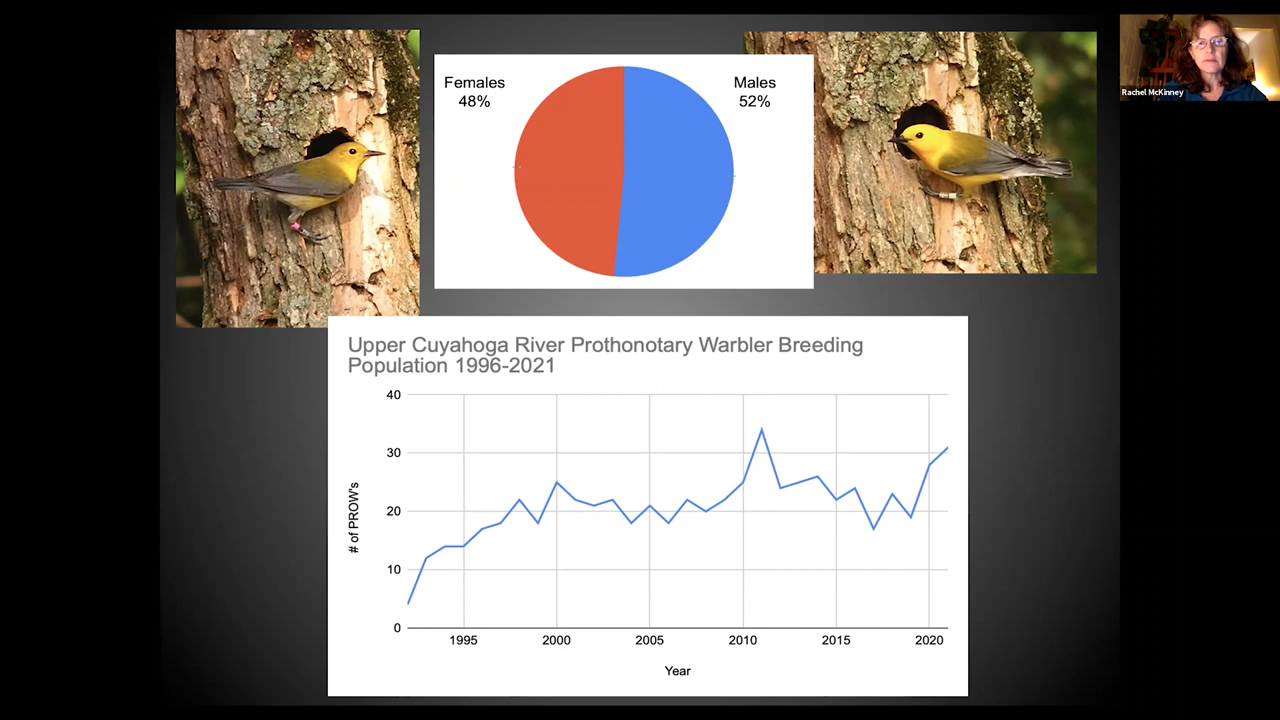 Females
48%
Males
52%
Rachel McKinney
Upper Cuyahoga River Prothonotary Warbler Breeding
Population 1996-2021
40
30
20
10
0
# of PROW's
1995
2000
2005
2010
2015
2020
Year